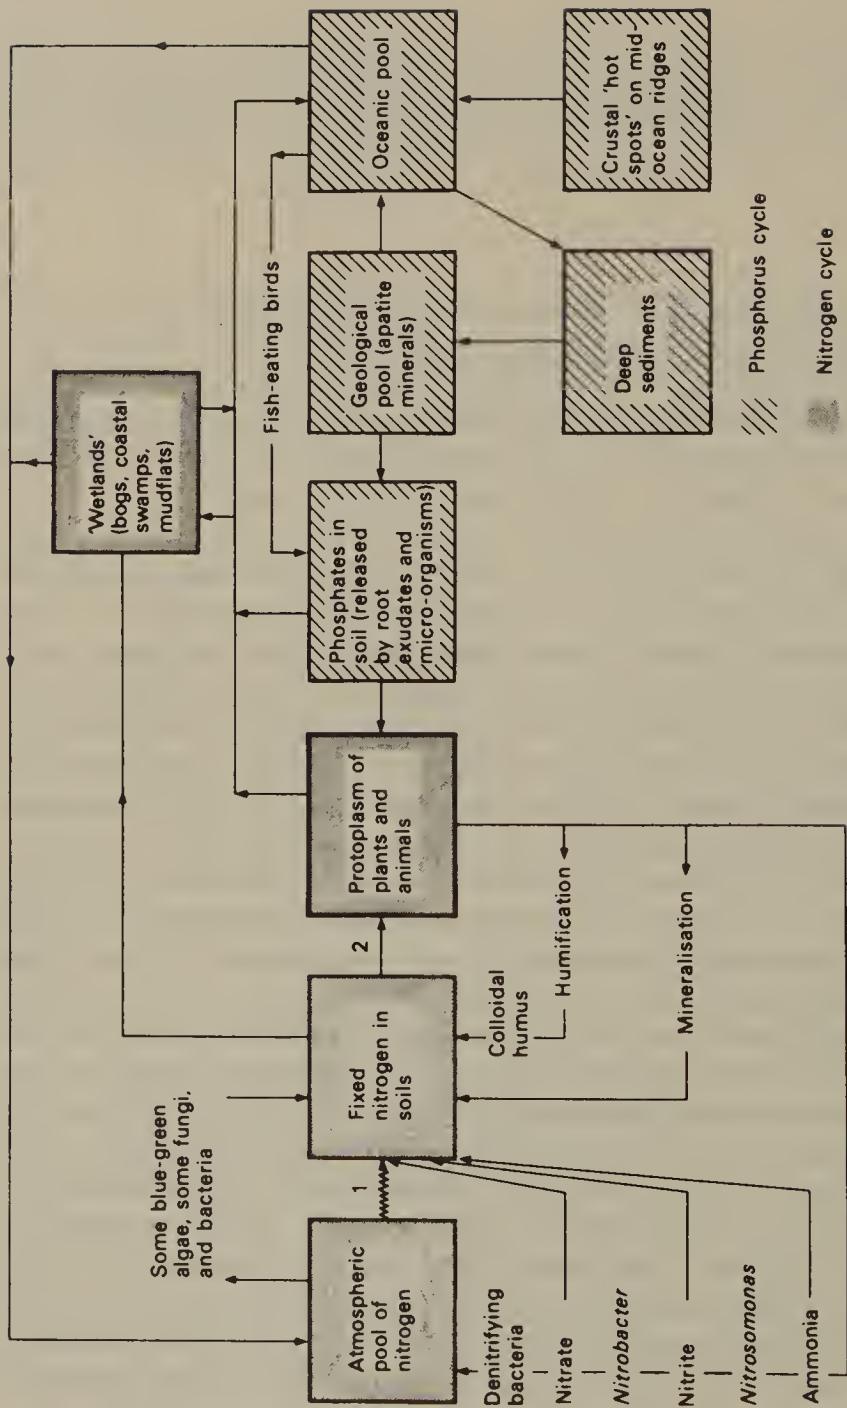 Some blue-green
algae, some fungi,
and bacteria
Atmospheric
pool of
nitrogen
1
Fixed
nitrogen in
soils
2
Protoplasm of
plants and
animals
Phosphates in
soil (released
by root
exudates and
micro-organisms)
Geological
pool (apatite
minerals)
Oceanic pool
'Wetlands'
(bogs, coastal
swamps,
mudflats)
Fish-eating birds
Denitrifying
bacteria
Nitrate
Nitrobacter
Nitrite
Nitrosomonas
Ammonia
Colloidal
humus
Humification
Mineralisation
Deep
sediments
Crustal 'hot
spots' on mid-
ocean ridges
Phosphorus cycle
Nitrogen cycle